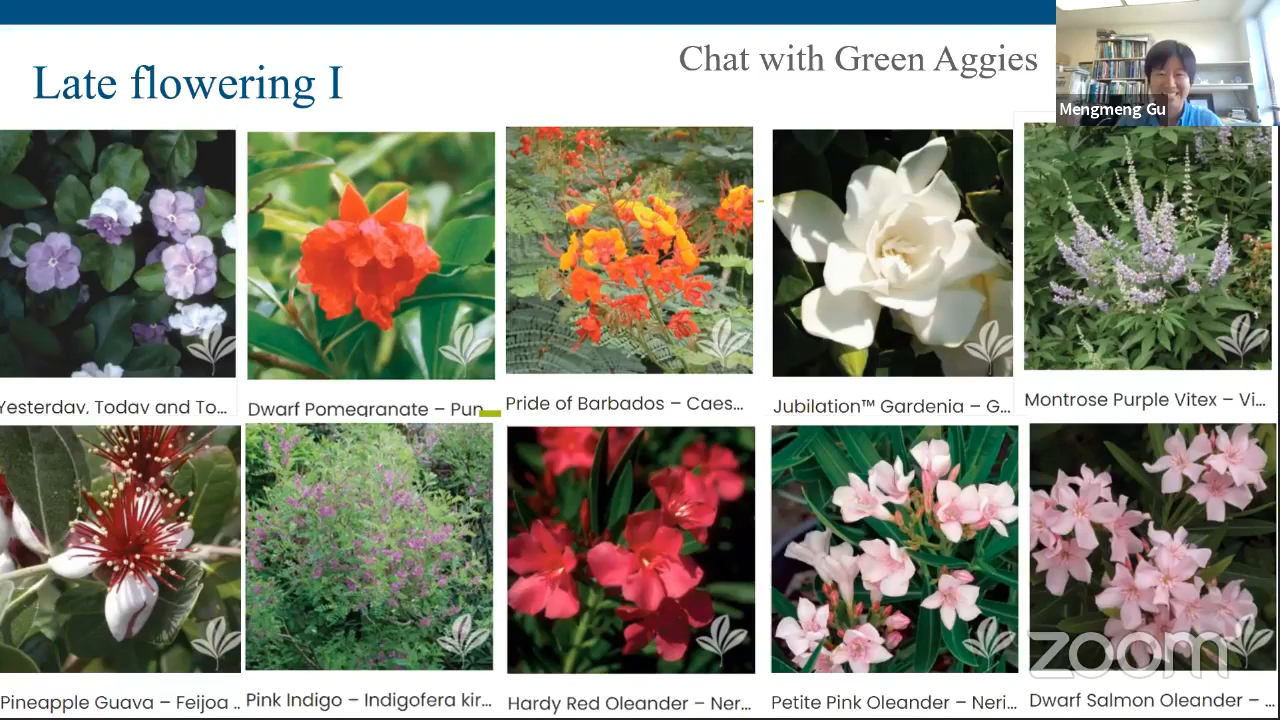 Late flowering I
Chat with Green Aggies
Mengmeng Gu
Yesterday, Today and To...
Dwarf Pomegranate – Pun...
Pride of Barbados – Caes...
Jubilation™ Gardenia – G...
Montrose Purple Vitex – Vi...
Pineapple Guava – Feijoa ..
Pink Indigo – Indigofera kir...
Hardy Red Oleander – Ner...
Petite Pink Oleander – Neri...
Dwarf Salmon Oleander – ...
zoom